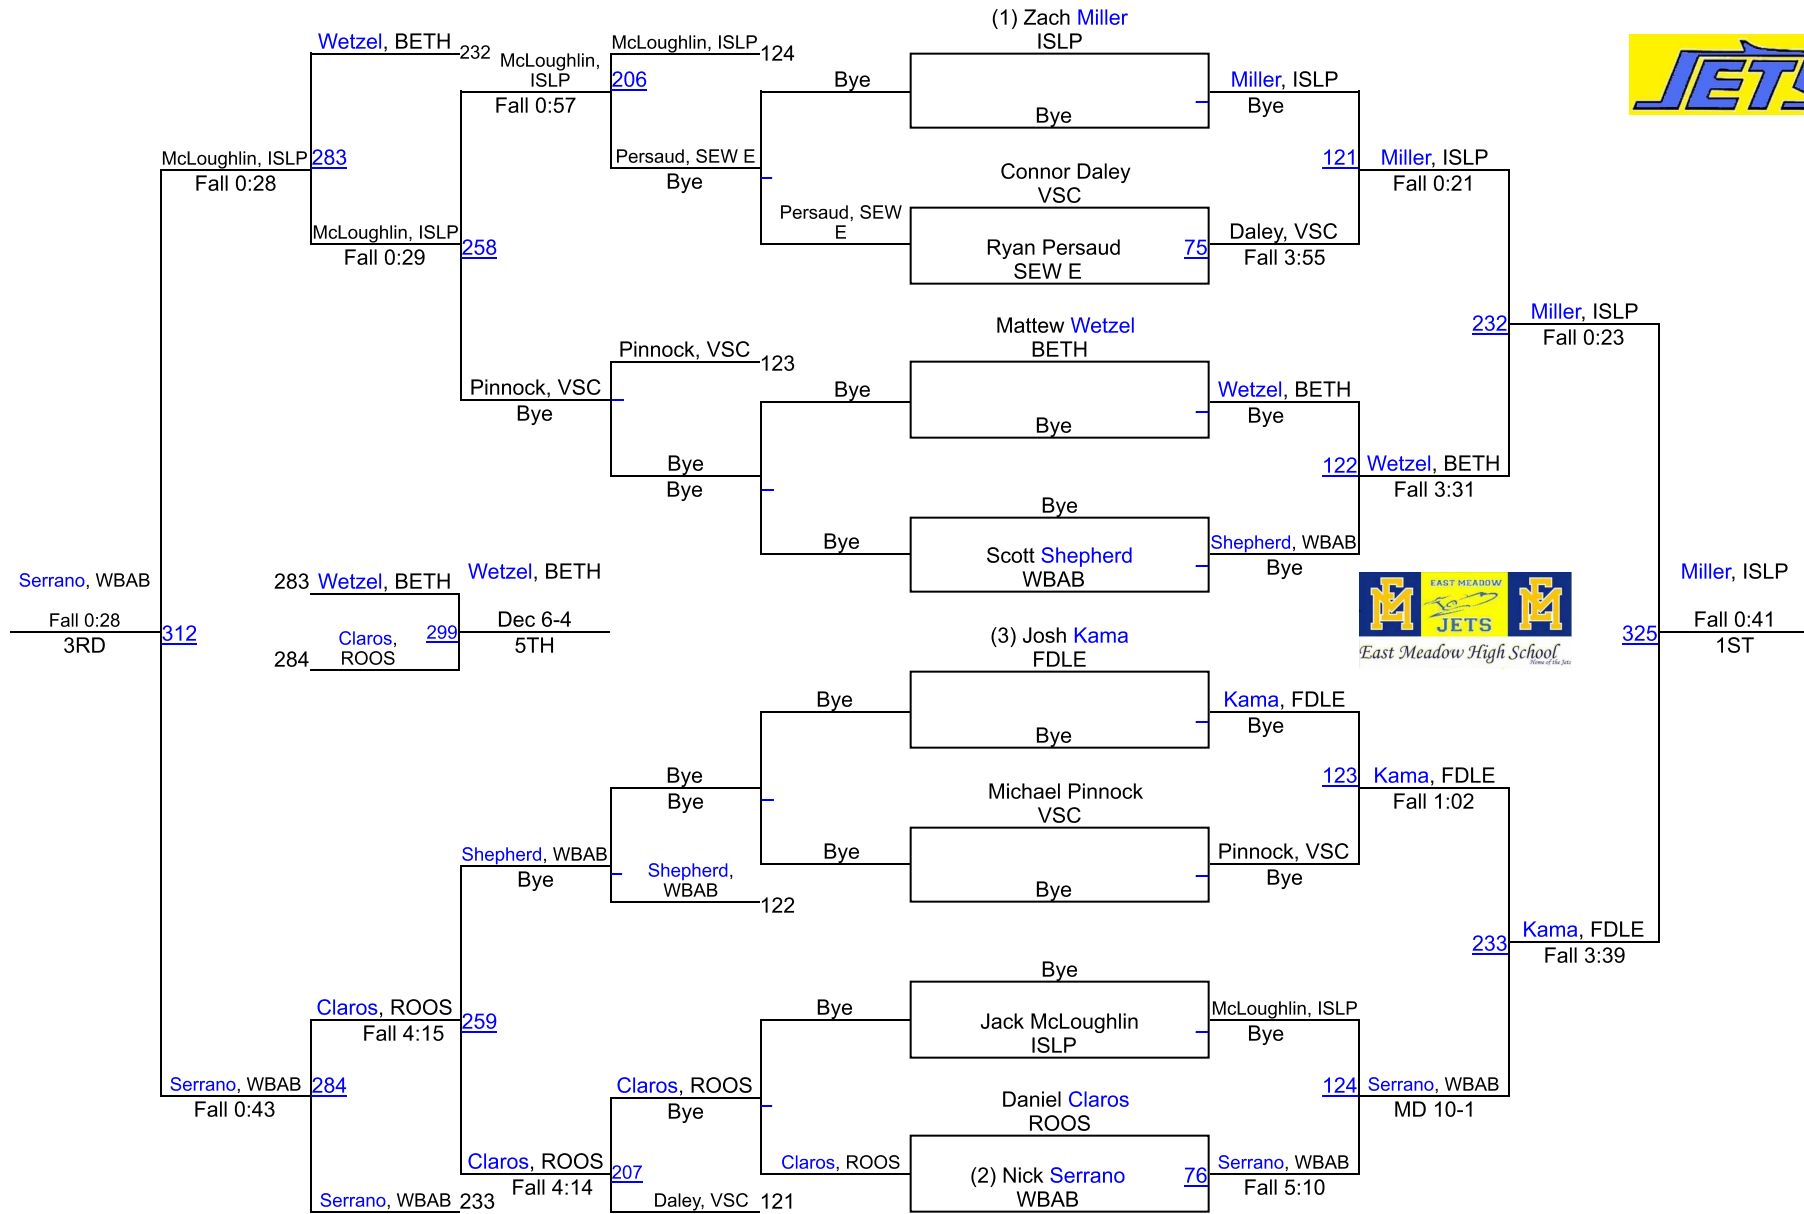 (1) Zach Miller
ISLP
Wetzel, BETH
232
McLoughlin,
ISLP
Fall 0:57
McLoughlin, ISLP
124
206
Bye
Bye
Miller, ISLP
Bye
JETS
McLoughlin, ISLP
Fall 0:28
283
Persaud, SEW E
Bye
Connor Daley
VSC
121
Miller, ISLP
Fall 0:21
McLoughlin, ISLP
Fall 0:29
258
Persaud, SEW
E
Ryan Persaud
SEW E
75
Daley, VSC
Fall 3:55
Mattew Wetzel
BETH
232
Miller, ISLP
Fall 0:23
Pinnock, VSC
123
Pinnock, VSC
Bye
Bye
Bye
Wetzel, BETH
Bye
Bye
Bye
122
Wetzel, BETH
Fall 3:31
Bye
Bye
Scott Shepherd
WBAB
Shepherd, WBAB
Bye
Serrano, WBAB
Fall 0:28
3RD
312
283
Wetzel, BETH
Wetzel, BETH
284
Claros,
ROOS
299
Dec 6-4
5TH
EAST MEADOW
JETS
East Meadow High School
Home of the Jets
Miller, ISLP
325
Fall 0:41
1ST
(3) Josh Kama
FDLE
Bye
Bye
Kama, FDLE
Bye
Bye
Bye
Michael Pinnock
VSC
123
Kama, FDLE
Fall 1:02
Shepherd, WBAB
Bye
Shepherd,
WBAB
122
Bye
Bye
Pinnock, VSC
Bye
233
Kama, FDLE
Fall 3:39
Bye
Claros, ROOS
Fall 4:15
259
Bye
Jack McLoughlin
ISLP
McLoughlin, ISLP
Bye
Serrano, WBAB
Fall 0:43
284
Claros, ROOS
Bye
Daniel Claros
ROOS
124
Serrano, WBAB
MD 10-1
Claros, ROOS
Fall 4:14
207
Claros, ROOS
(2) Nick Serrano
WBAB
76
Serrano, WBAB
Fall 5:10
Serrano, WBAB
233
Daley, VSC
121